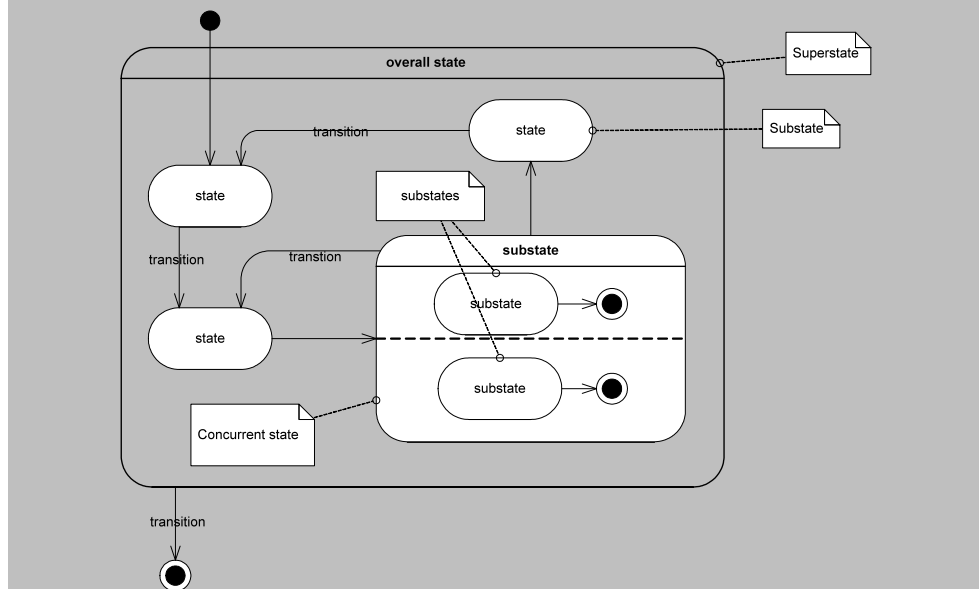 Superstate
overall state
Substate
state
transition
state
substates
substate
transition
transtion
substate
state
substate
Concurrent state
transition